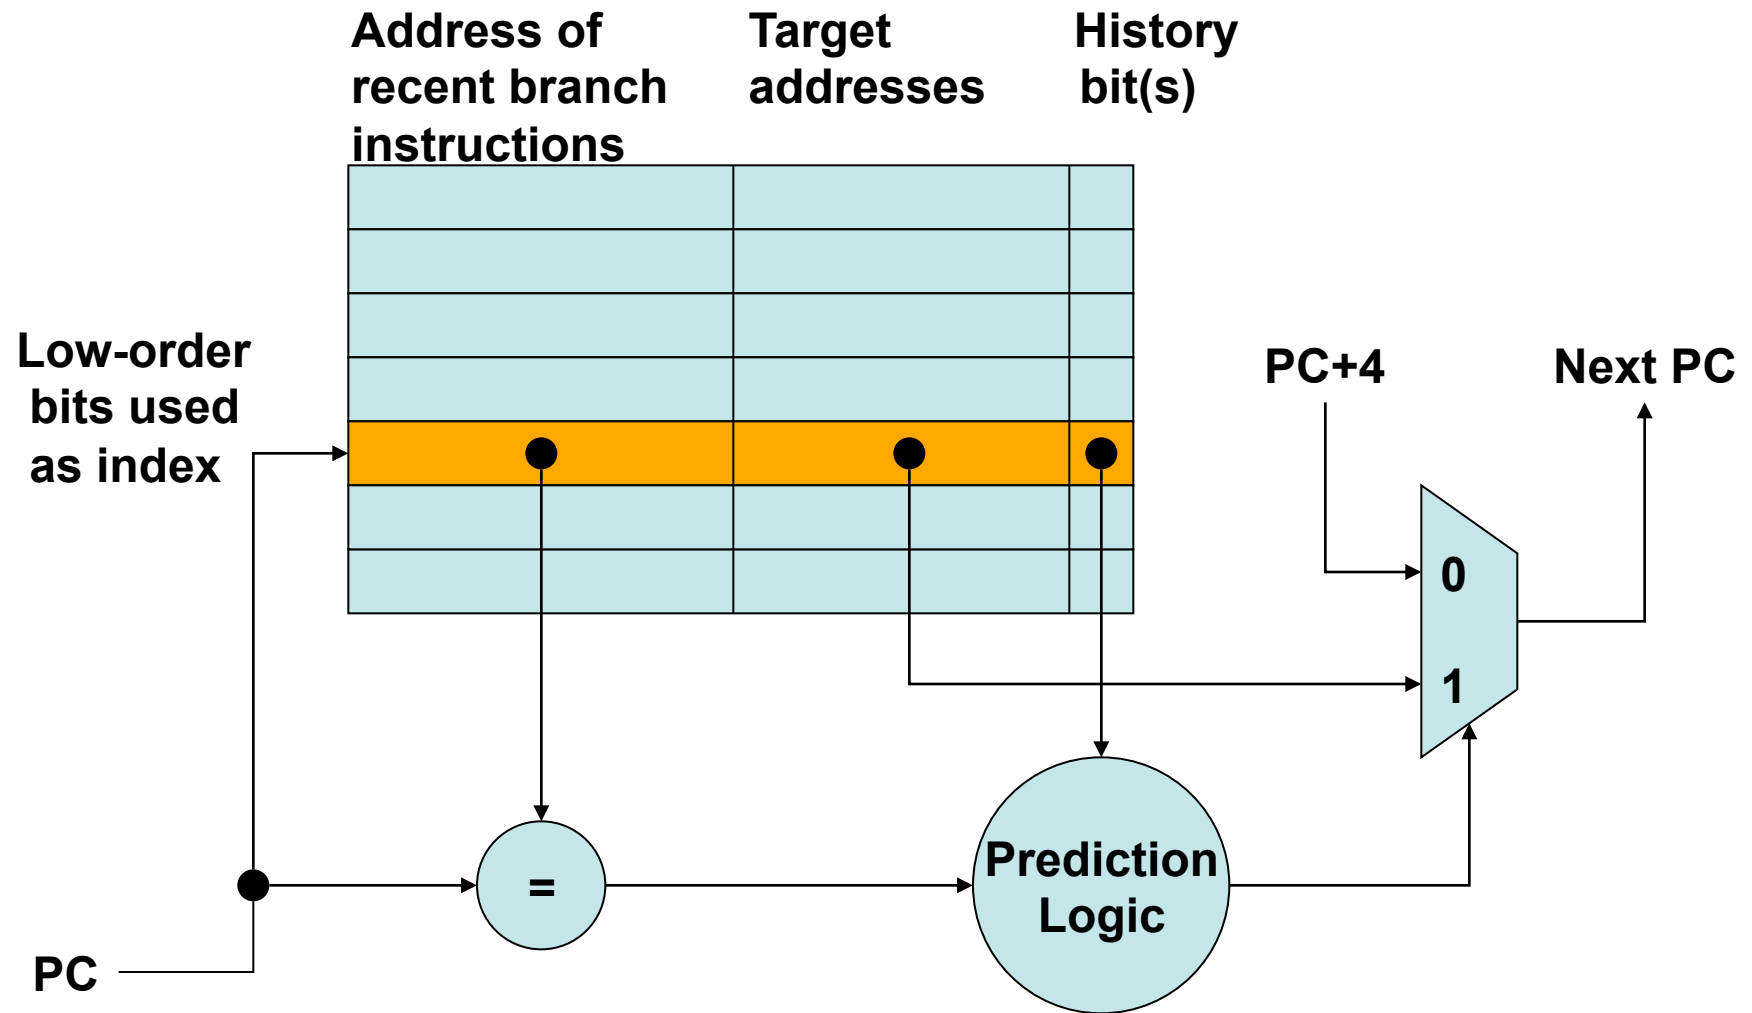 Address of
recent branch
instructions
Target
addresses
History
bit(s)
Low-order
bits used
as index
PC+4
Next PC
0
1
=
Prediction
Logic
PC